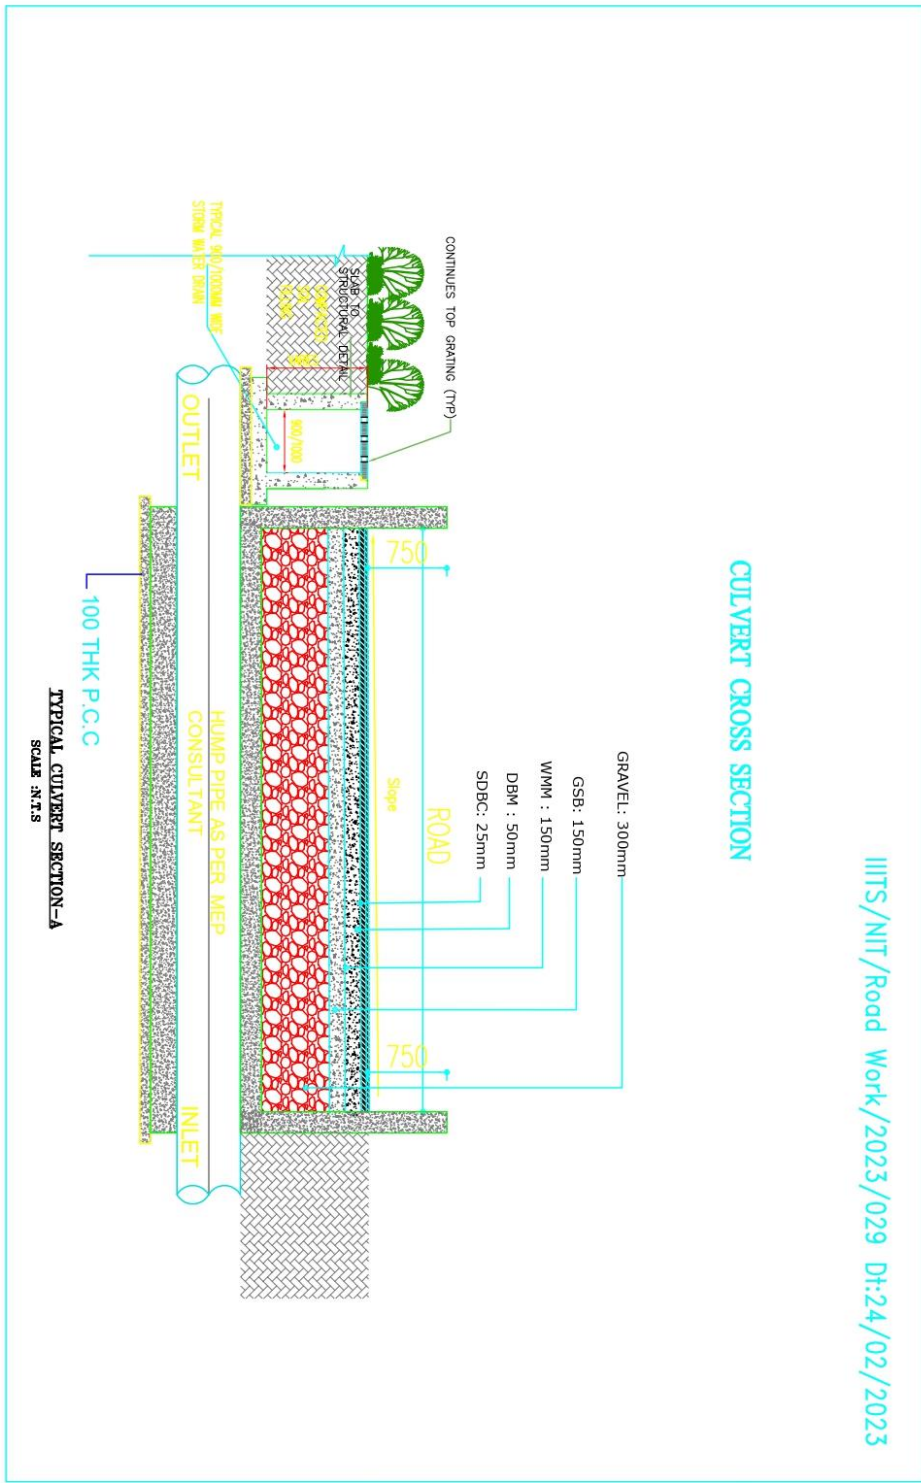 IIITS/NIT/Road Work/2023/029 Dt:24/02/2023
CULVERT CROSS SECTION
GRAVEL: 300mm
GSB: 150mm
WMM : 150mm
DBM : 50mm
SDBC: 25mm
CONTINUES TOP GRATING (TYP)
ROAD
750
750
Slope
SLAB TO
STRUCTURAL DETAIL
900/1000
TYPICAL 900/1000MM WIDE
STORM WATER DRAIN
OUTLET
HUMP PIPE AS PER MEP
CONSULTANT
INLET
100 THK P.C.C
TYPICAL CULVERT SECTION-A
SCALE :N.T.S